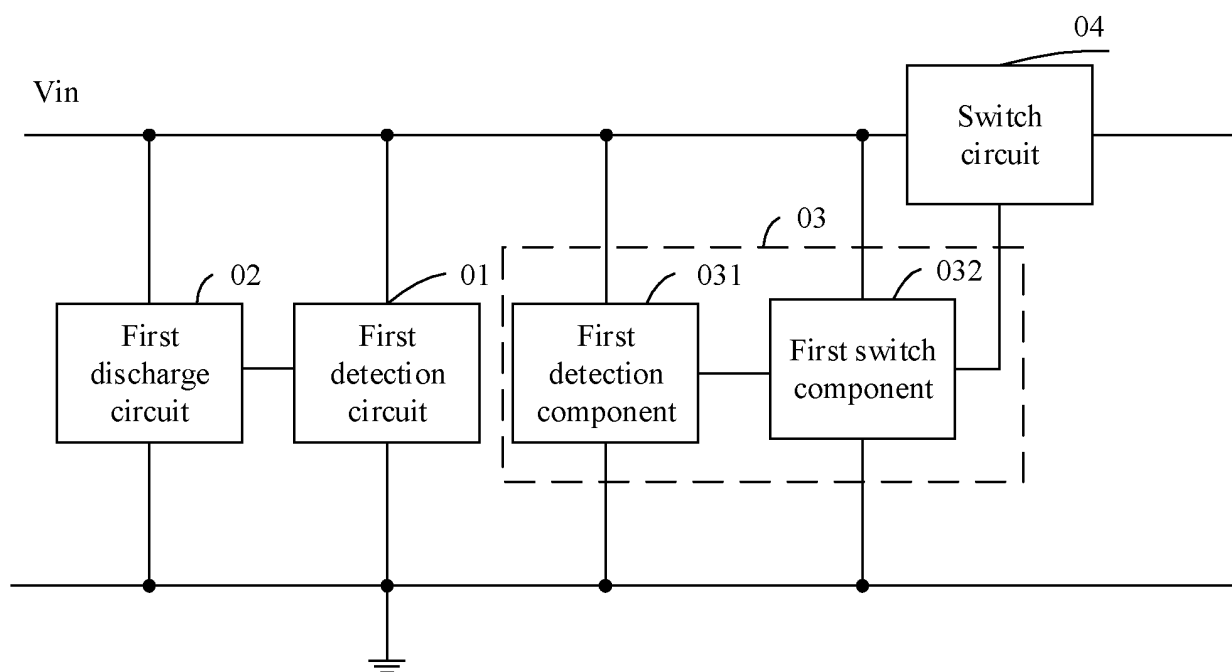 04
Vin
Switch
circuit
03
02
01
031
032
First
discharge
circuit
First
detection
circuit
First
detection
component
First switch
component